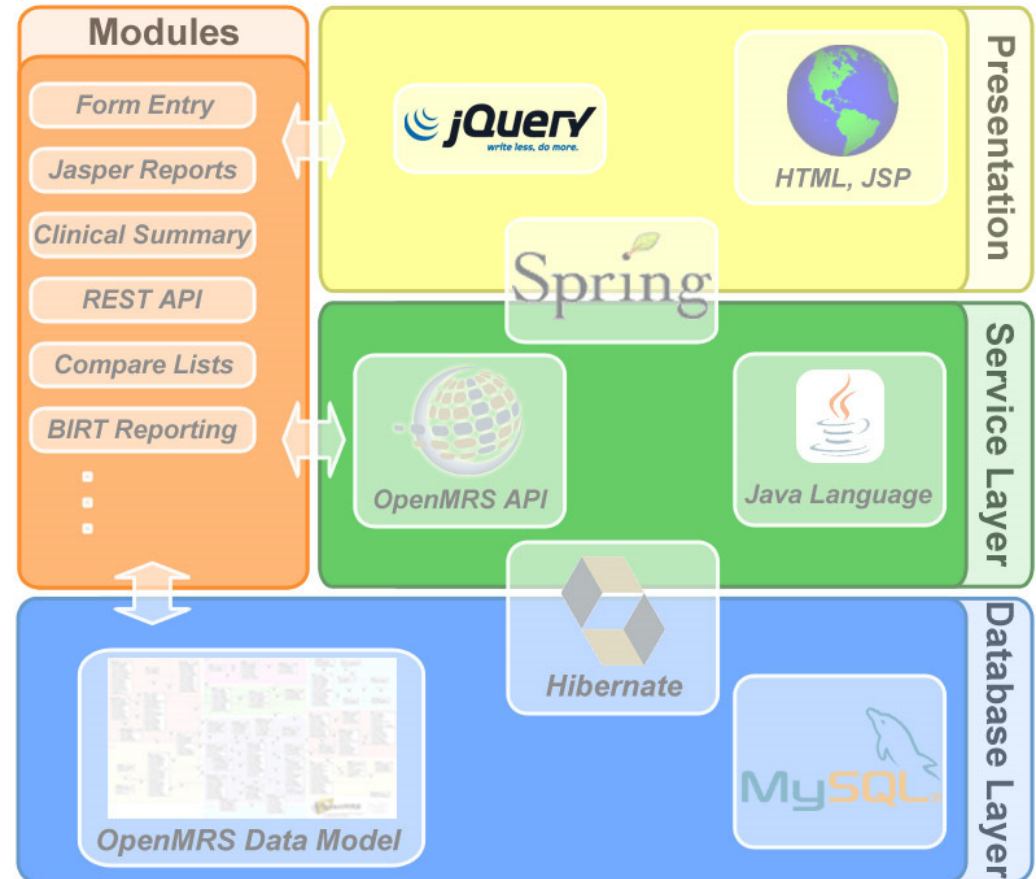 Modules
Form Entry
Jasper Reports
Clinical Summary
REST API
Compare Lists
BIRT Reporting
jQuery
write less, do more.
HTML, JSP
Presentation
Spring
OpenMRS API
Java Language
Service Layer
Hibernate
OpenMRS Data Model
MySQL
Database Layer